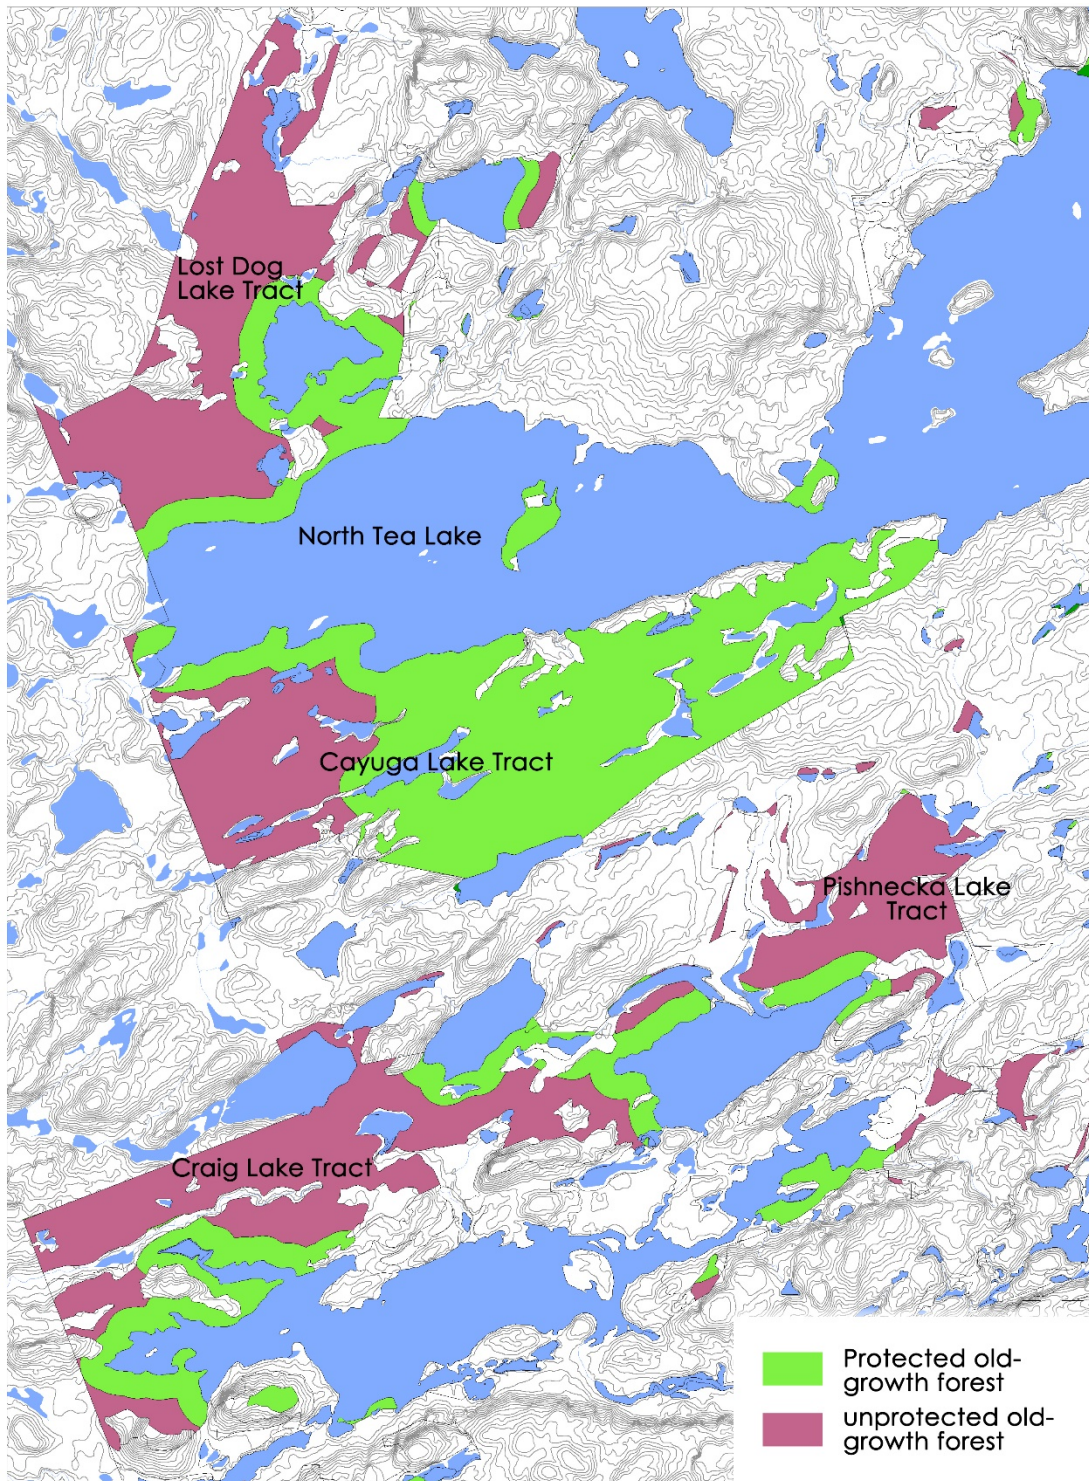 Lost Dog
Lake Tract
North Tea Lake
Cayuga Lake Tract
Pishnecka Lake
Tract
Craig Lake Tract
Protected old-
growth forest
unprotected old-
growth forest